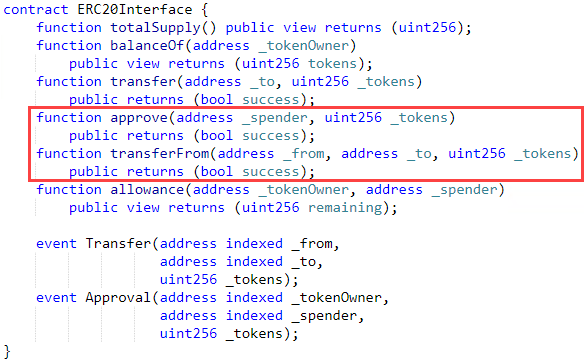 contract ERC20Interface {
function totalSupply() public view returns (uint256);
function balanceOf(address _tokenOwner)
public view returns (uint256 tokens);
function transfer(address _to, uint256 _tokens)
public returns (bool success);
function approve(address _spender, uint256 _tokens)
public returns (bool success);
function transferFrom(address _from, address _to, uint256 _tokens)
public returns (bool success);
function allowance(address _tokenOwner, address _spender)
public view returns (uint256 remaining);
event Transfer(address indexed _from,
address indexed _to,
uint256 _tokens);
event Approval(address indexed _tokenOwner,
address indexed _spender,
uint256 _tokens);
}